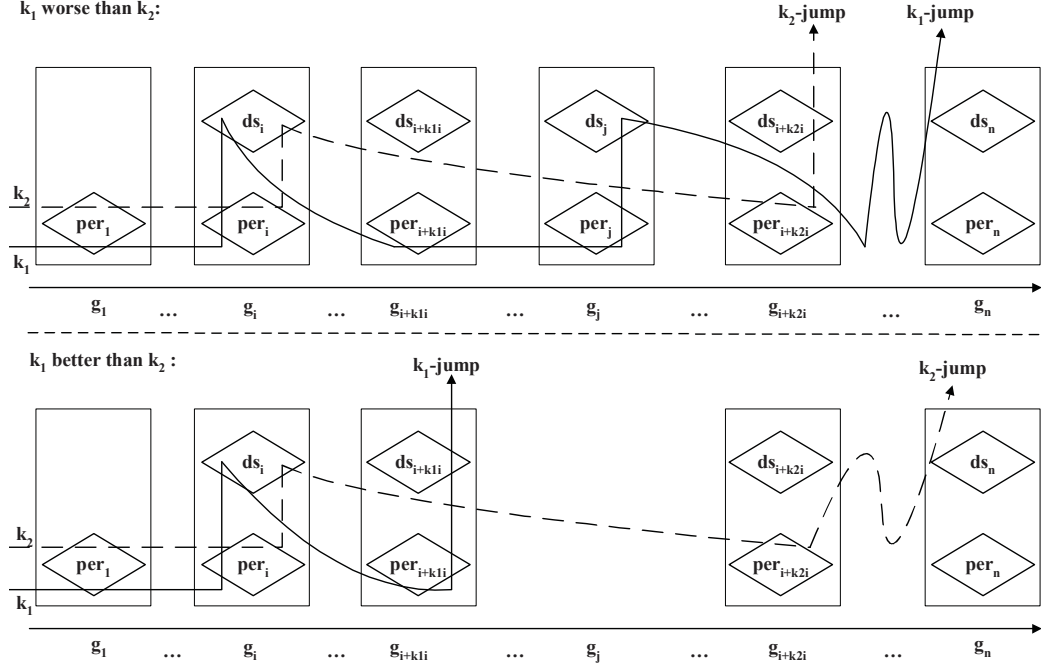 k₁ worse than k₂:
k₂-jump k₁-jump
dsᵢ dsᵢ₊ₖ₁ᵢ dsⱼ dsᵢ₊ₖ₂ᵢ dsₙ
k₂
per₁ perᵢ perᵢ₊ₖ₁ᵢ perⱼ perᵢ₊ₖ₂ᵢ perₙ
k₁
g₁ ... gᵢ ... gᵢ₊ₖ₁ᵢ ... gⱼ ... gᵢ₊ₖ₂ᵢ ... gₙ
k₁ better than k₂ :
k₁-jump k₂-jump
dsᵢ dsᵢ₊ₖ₁ᵢ dsᵢ₊ₖ₂ᵢ dsₙ
k₂
per₁ perᵢ perᵢ₊ₖ₁ᵢ perᵢ₊ₖ₂ᵢ perₙ
k₁
g₁ ... gᵢ ... gᵢ₊ₖ₁ᵢ ... gⱼ ... gᵢ₊ₖ₂ᵢ ... gₙ